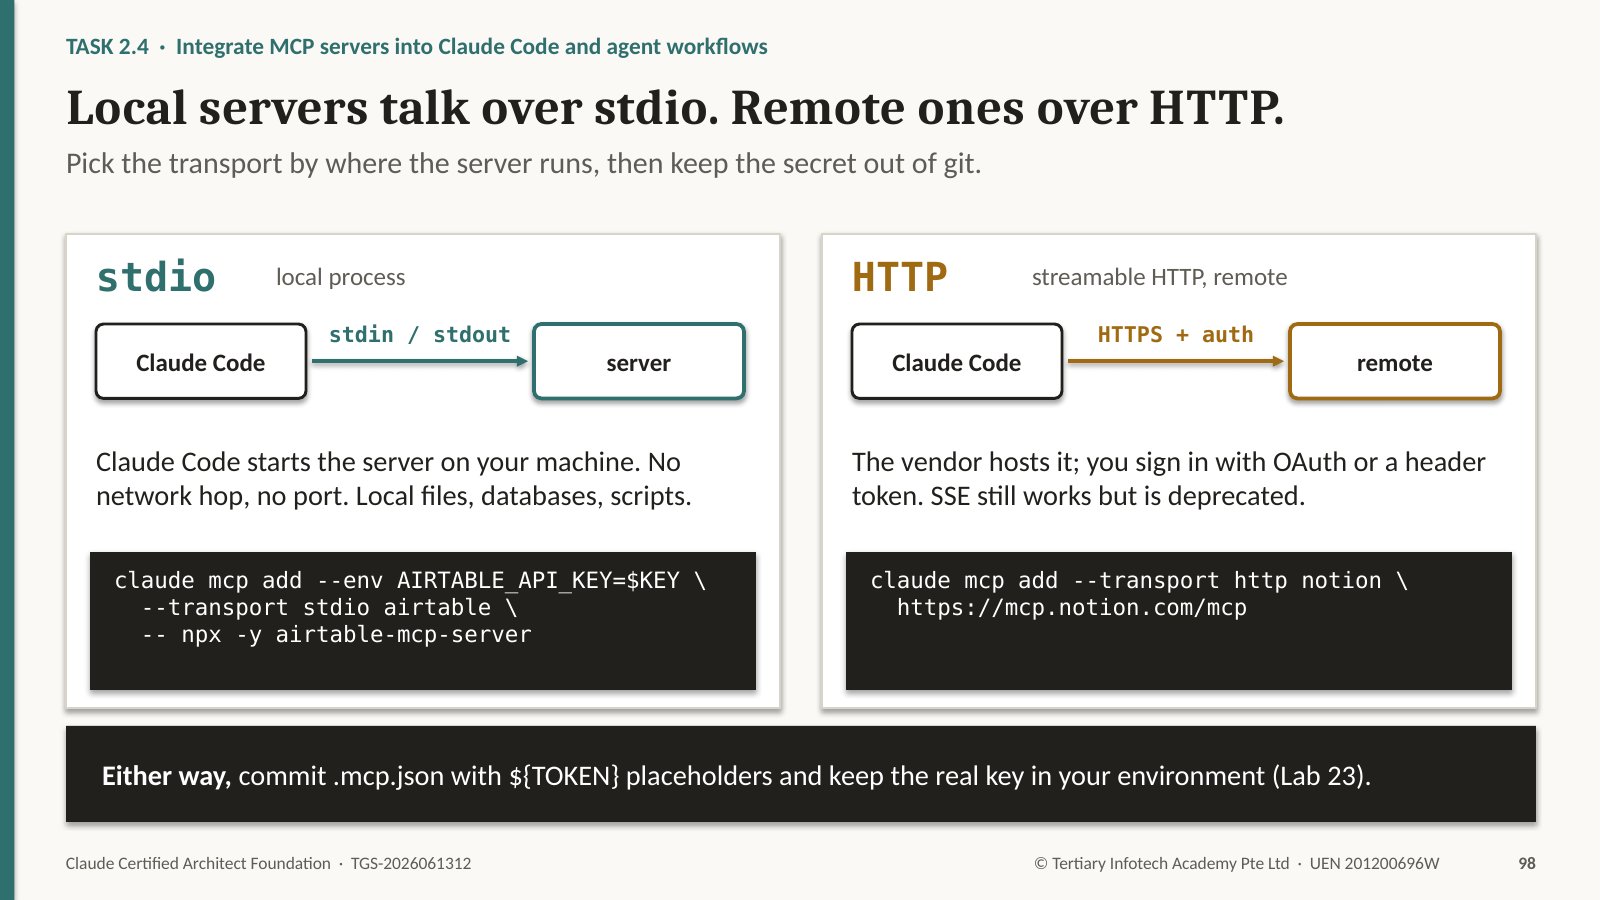 TASK 2.4 · Integrate MCP servers into Claude Code and agent workflows
Local servers talk over stdio. Remote ones over HTTP.
Pick the transport by where the server runs, then keep the secret out of git.
stdio local process
Claude Code
stdin / stdout
server
Claude Code starts the server on your machine. No
network hop, no port. Local files, databases, scripts.
claude mcp add --env AIRTABLE_API_KEY=$KEY \
  --transport stdio airtable \
  -- npx -y airtable-mcp-server
HTTP streamable HTTP, remote
Claude Code
HTTPS + auth
remote
The vendor hosts it; you sign in with OAuth or a header
token. SSE still works but is deprecated.
claude mcp add --transport http notion \
  https://mcp.notion.com/mcp
Either way, commit .mcp.json with ${TOKEN} placeholders and keep the real key in your environment (Lab 23).
Claude Certified Architect Foundation · TGS-2026061312
© Tertiary Infotech Academy Pte Ltd · UEN 201200696W
98